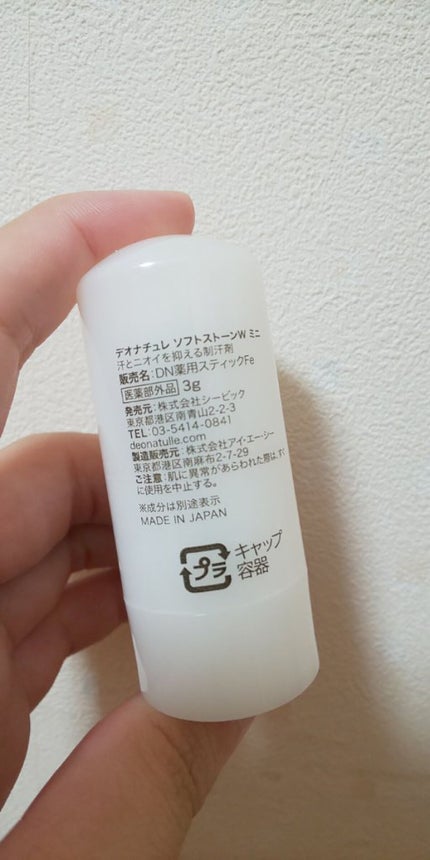 デオナチュレ ソフトストーンW ミニ
汗とニオイを抑える制汗剤
販売名：DN薬用スティックFe
医薬部外品 3g
発売元：株式会社シービック
東京都港区南青山2-2-3
TEL：03-5414-0841
deonatulle.com
製造販売元：株式会社アイ・エーシー
東京都港区南麻布2-7-29
ご注意：肌に異常があらわれた際は、すぐ
に使用を中止する。
※成分は別途表示
MADE IN JAPAN
プラ
キャップ
容器